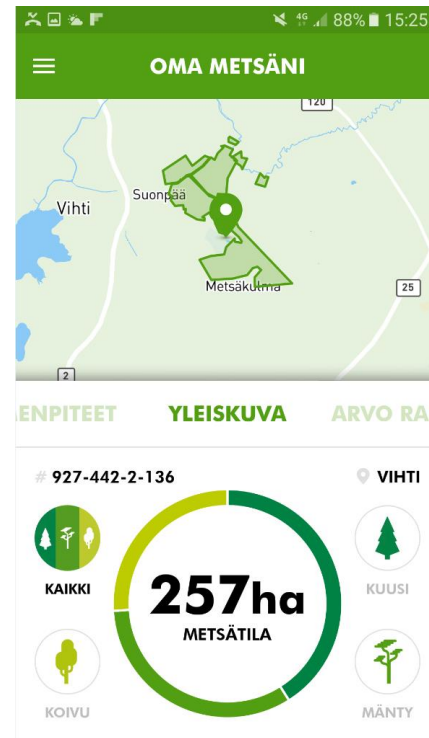 4G 88% 15:25
OMA METSÄNI
120
Suonpää
Vihti
Metsäkulma
25
2
ENPITEET YLEISKUVA ARVO RA
# 927-442-2-136 VIHTI
257ha
METSÄTILA
KAIKKI KUUSI
KOIVU MÄNTY